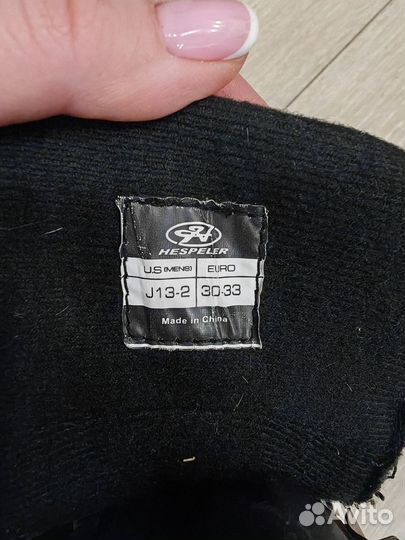 HESPELER
U.S (MENS) EURO
J13-2 30-33
Made in China
Avito